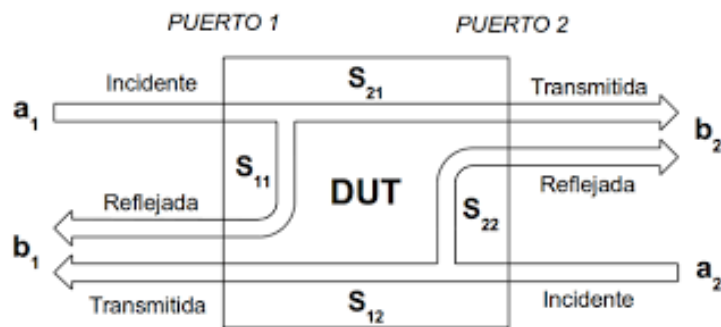 PUERTO 1 PUERTO 2
Incidente S21 Transmitida
a1 b2
S11 DUT
Reflejada S22 Reflejada
b1 a2
Transmitida S12 Incidente